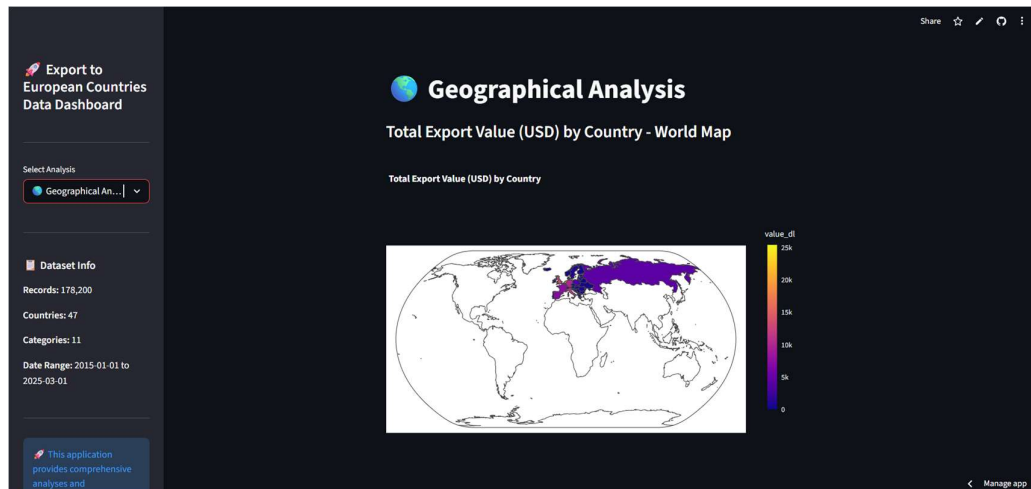 Share
🚀 Export to
European Countries
Data Dashboard
Select Analysis
🌎 Geographical An...
📋 Dataset Info
Records: 178,200
Countries: 47
Categories: 11
Date Range: 2015-01-01 to
2025-03-01
🚀 This application
provides comprehensive
analyses and
🌎 Geographical Analysis
Total Export Value (USD) by Country - World Map
Total Export Value (USD) by Country
value_dl
25k
20k
15k
10k
5k
0
Manage app